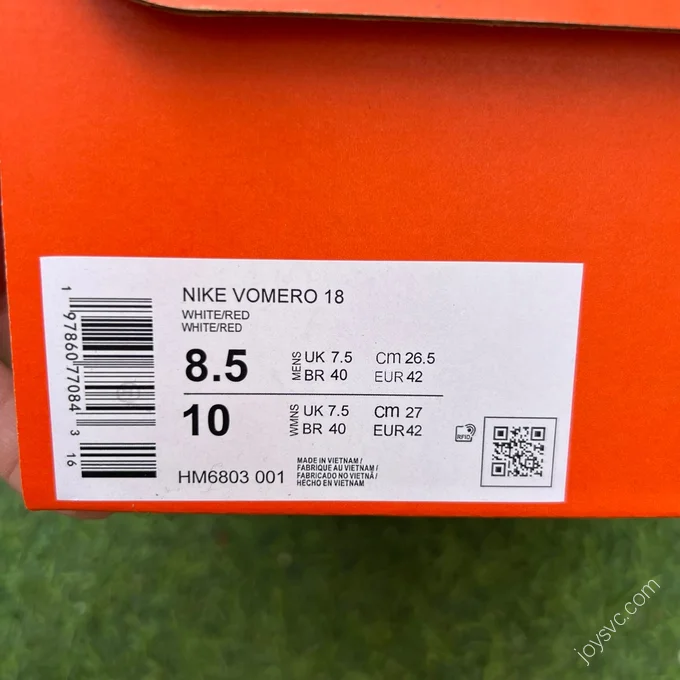 NIKE VOMERO 18
WHITE/RED
WHITE/RED
8.5 MENS UK 7.5 Cm 26.5
BR 40 EUR 42
10 WMNS UK 7.5 Cm 27
BR 40 EUR 42
HM6803 001
MADE IN VIETNAM /
FABRIQUE AU VIETNAM /
FABRICADO NO VIETNÃ /
HECHO EN VIETNAM
RFID
1 97860 77084 3 16
joysvc.com